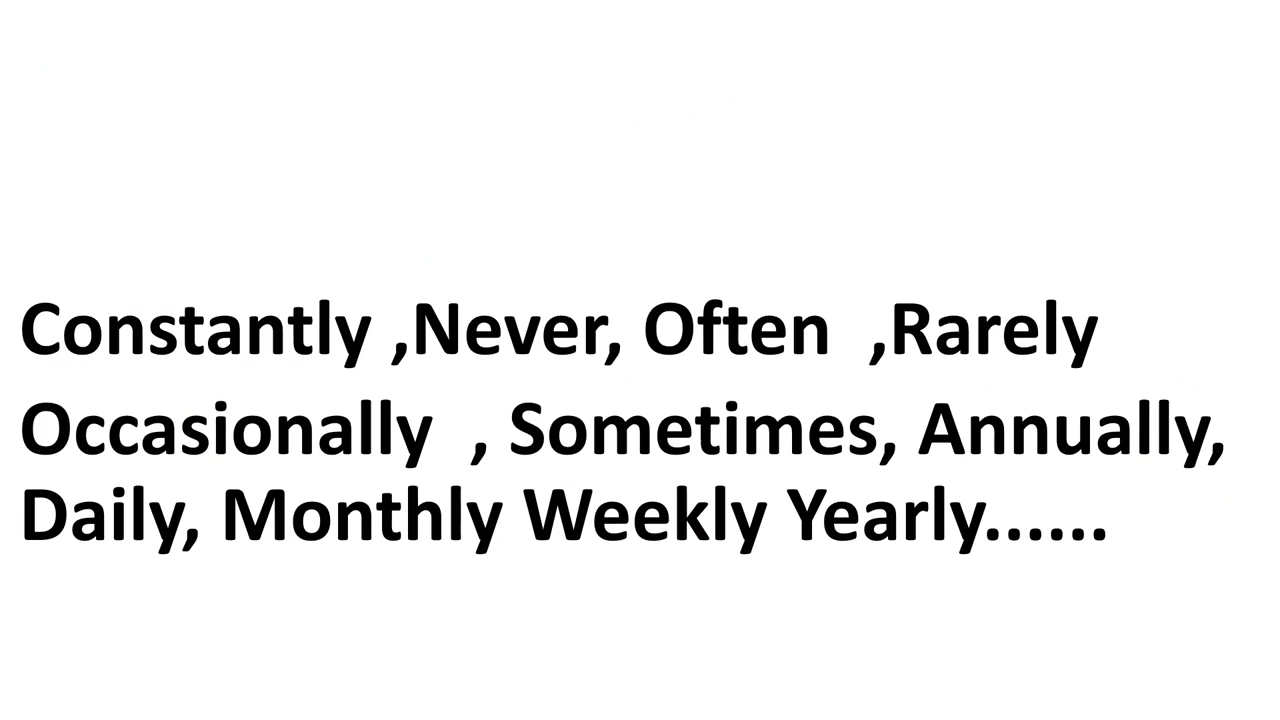 Constantly ,Never, Often  ,Rarely
Occasionally  , Sometimes, Annually,
Daily, Monthly Weekly Yearly......